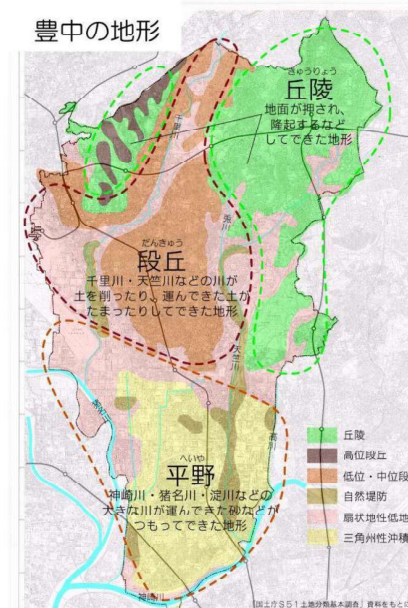 豊中の地形
きゅうりょう
丘陵
地面が押され、
隆起するなど
してできた地形
千里川
兎川
だんきゅう
段丘
千里川・天竺川などの川が
土を削ったり、運んできた土が
たまったりしてできた地形
天竺川
高川
へいや
平野
神崎川・猪名川・淀川などの
大きな川が運んできた砂などが
つもってできた地形
神崎川
丘陵
高位段丘
低位・中位段
自然堤防
扇状地性低地
三角州性沖積
国土庁S51土地分類基本調査」資料をもと